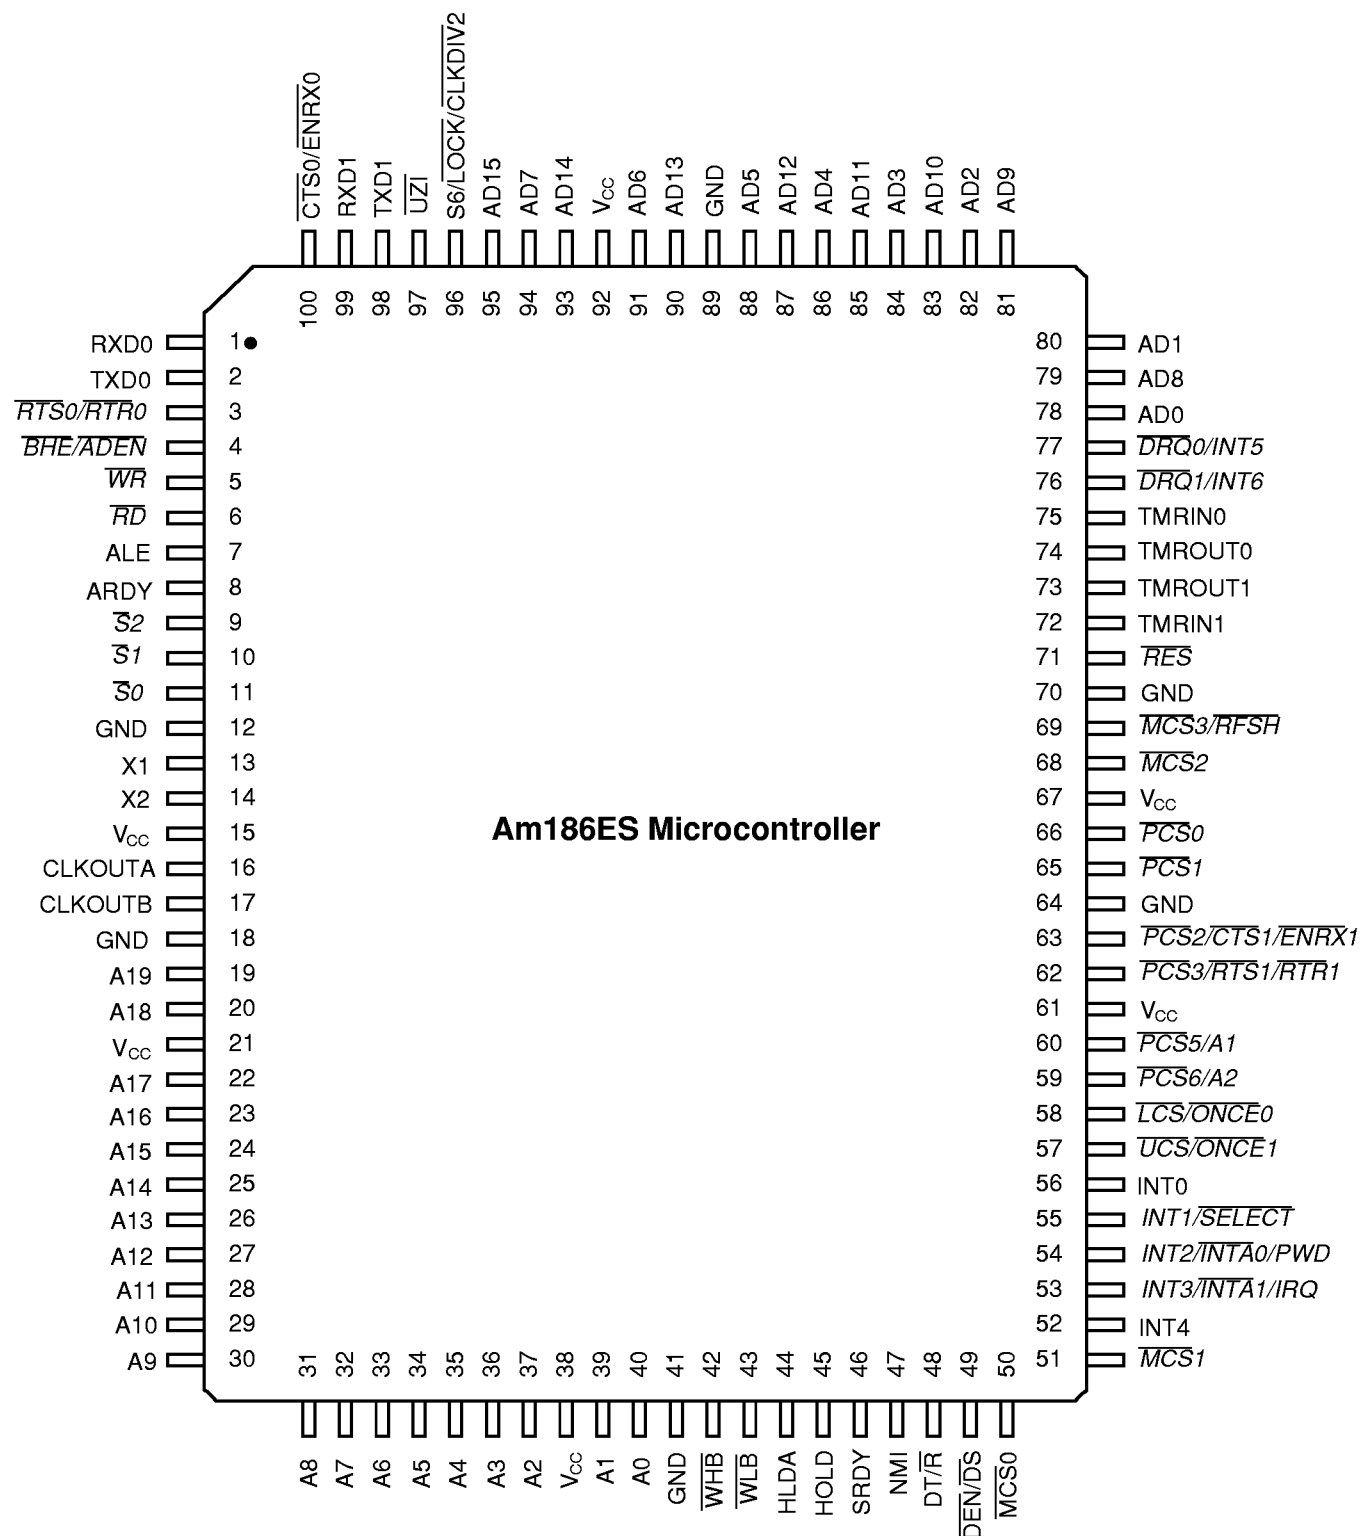 CTS0/ENRX0
RXD1
TXD1
UZI
S6/LOCK/CLKDIV2
AD15
AD7
AD14
VCC
AD6
AD13
GND
AD5
AD12
AD4
AD11
AD3
AD10
AD2
AD9
100 99 98 97 96 95 94 93 92 91 90 89 88 87 86 85 84 83 82 81
RXD0 1 80 AD1
TXD0 2 79 AD8
RTS0/RTR0 3 78 AD0
BHE/ADEN 4 77 DRQ0/INT5
WR 5 76 DRQ1/INT6
RD 6 75 TMRIN0
ALE 7 74 TMROUT0
ARDY 8 73 TMROUT1
S2 9 72 TMRIN1
S1 10 71 RES
S0 11 70 GND
GND 12 69 MCS3/RFSH
X1 13 68 MCS2
X2 14 67 VCC
VCC 15 66 PCS0
Am186ES Microcontroller
CLKOUTA 16 65 PCS1
CLKOUTB 17 64 GND
GND 18 63 PCS2/CTS1/ENRX1
A19 19 62 PCS3/RTS1/RTR1
A18 20 61 VCC
VCC 21 60 PCS5/A1
A17 22 59 PCS6/A2
A16 23 58 LCS/ONCE0
A15 24 57 UCS/ONCE1
A14 25 56 INT0
A13 26 55 INT1/SELECT
A12 27 54 INT2/INTA0/PWD
A11 28 53 INT3/INTA1/IRQ
A10 29 52 INT4
A9 30 51 MCS1
31 32 33 34 35 36 37 38 39 40 41 42 43 44 45 46 47 48 49 50
A8
A7
A6
A5
A4
A3
A2
VCC
A1
A0
GND
WHB
WLB
HLDA
HOLD
SRDY
NMI
DT/R
DEN/DS
MCS0